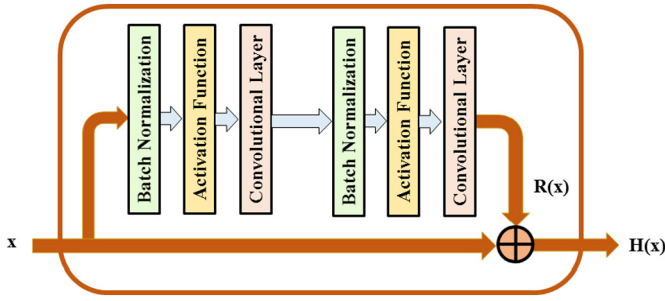 Batch Normalization
Activation Function
Convolutional Layer
Batch Normalization
Activation Function
Convolutional Layer
R(x)
x
H(x)